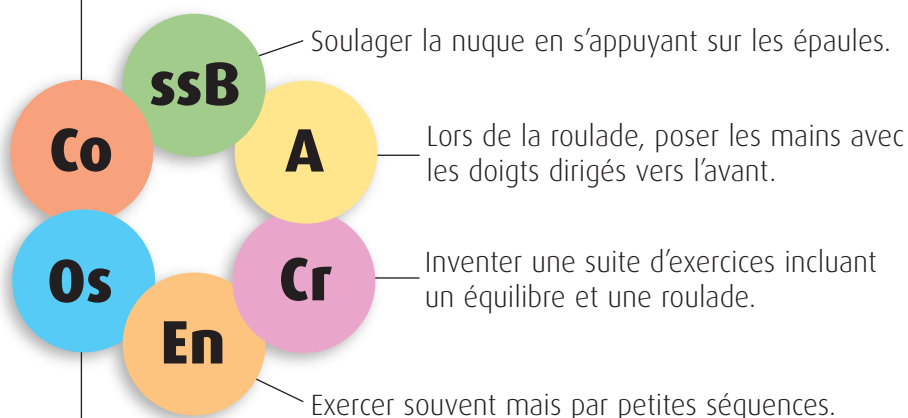 ssB
Soulager la nuque en s’appuyant sur les épaules.
Co
A
Lors de la roulade, poser les mains avec
les doigts dirigés vers l’avant.
Os
Cr
Inventer une suite d’exercices incluant
un équilibre et une roulade.
En
Exercer souvent mais par petites séquences.